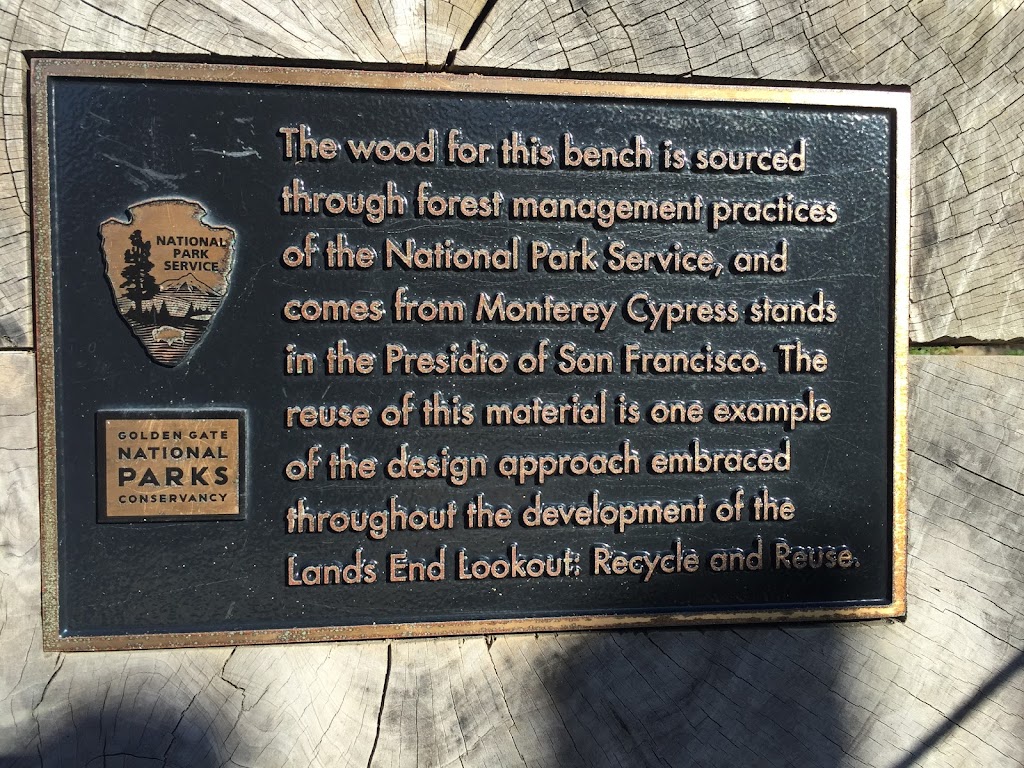 NATIONAL
PARK
SERVICE
GOLDEN GATE
NATIONAL
PARKS
CONSERVANCY
The wood for this bench is sourced
through forest management practices
of the National Park Service, and
comes from Monterey Cypress stands
in the Presidio of San Francisco. The
reuse of this material is one example
of the design approach embraced
throughout the development of the
Lands End Lookout: Recycle and Reuse.